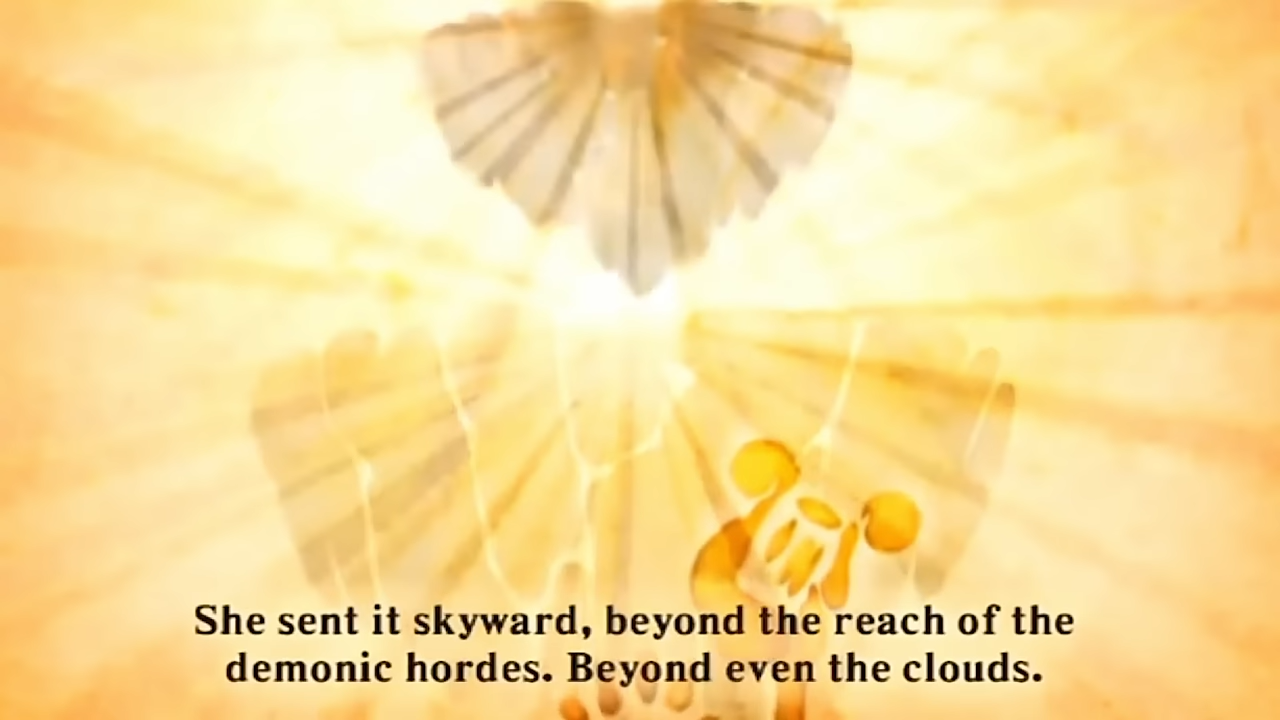 She sent it skyward, beyond the reach of the
demonic hordes. Beyond even the clouds.